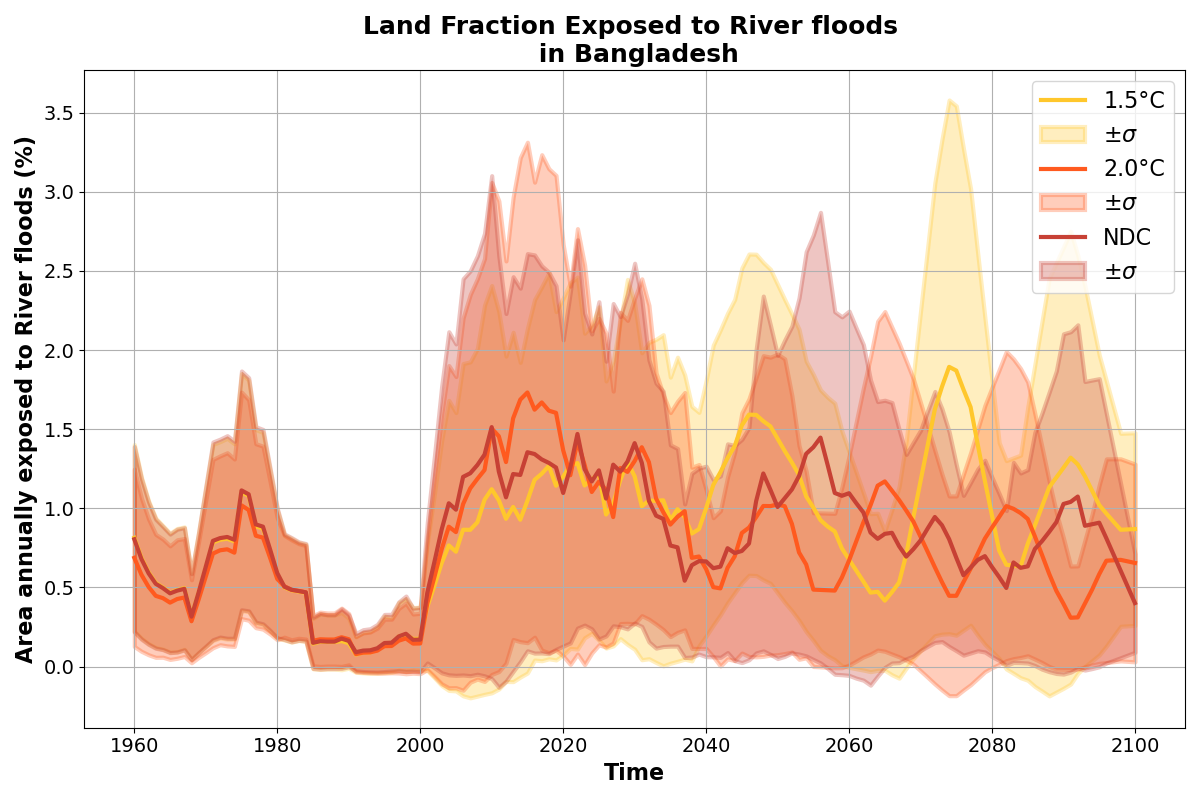 Land Fraction Exposed to River floods
in Bangladesh
Area annually exposed to River floods (%)
3.5
3.0
2.5
2.0
1.5
1.0
0.5
0.0
1.5°C
±σ
2.0°C
±σ
NDC
±σ
1960 1980 2000 2020 2040 2060 2080 2100
Time